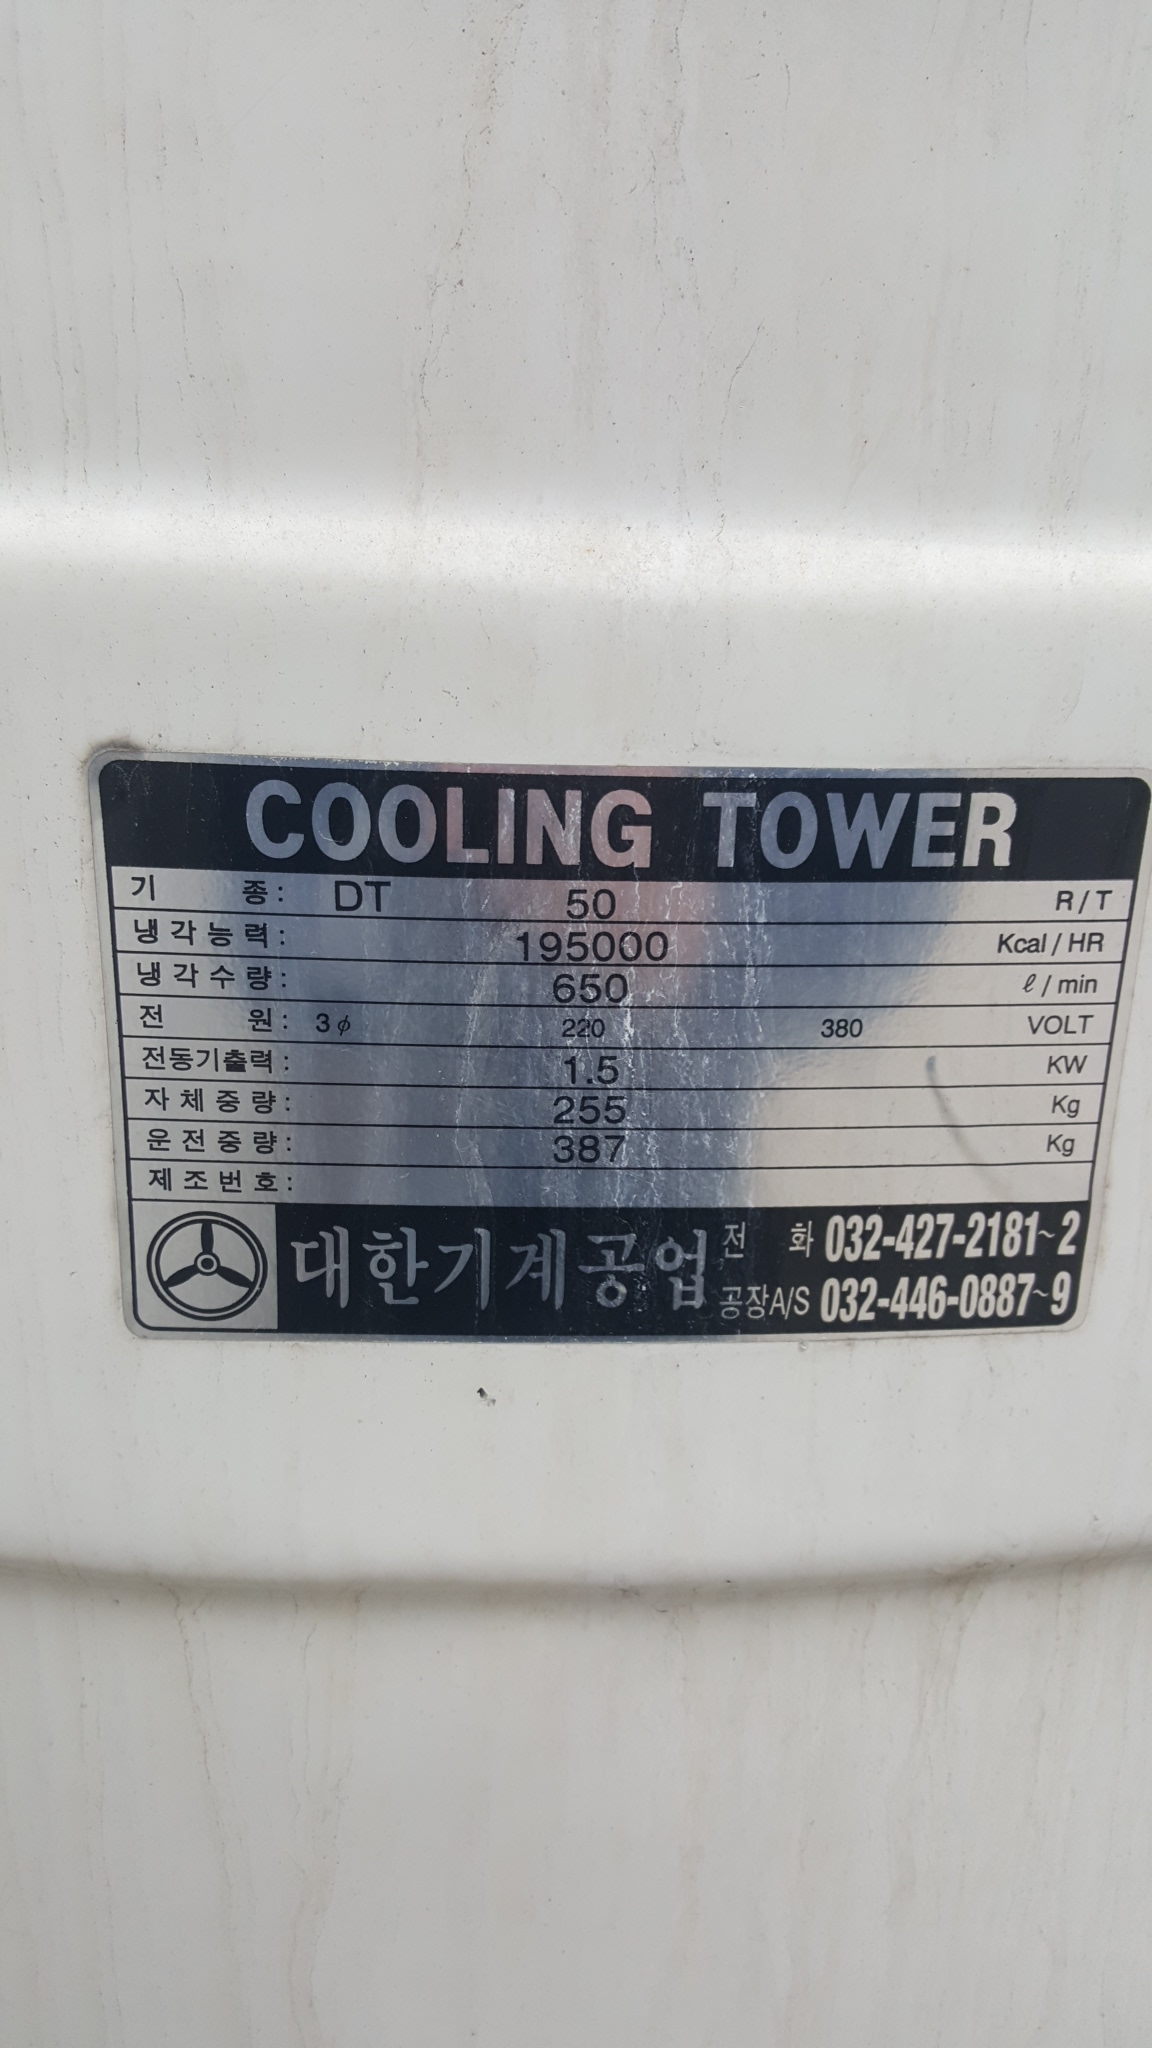 COOLING TOWER
기 종 : DT 50 R/T
냉각능력 : 195000 Kcal/HR
냉각수량 : 650 ℓ/min
전 원 : 3φ 220 380 VOLT
전동기출력 : 1.5 KW
자체중량 : 255 Kg
운전중량 : 387 Kg
제조번호 :
대한기계공업 전 화 032-427-2181~2
공장A/S 032-446-0887~9